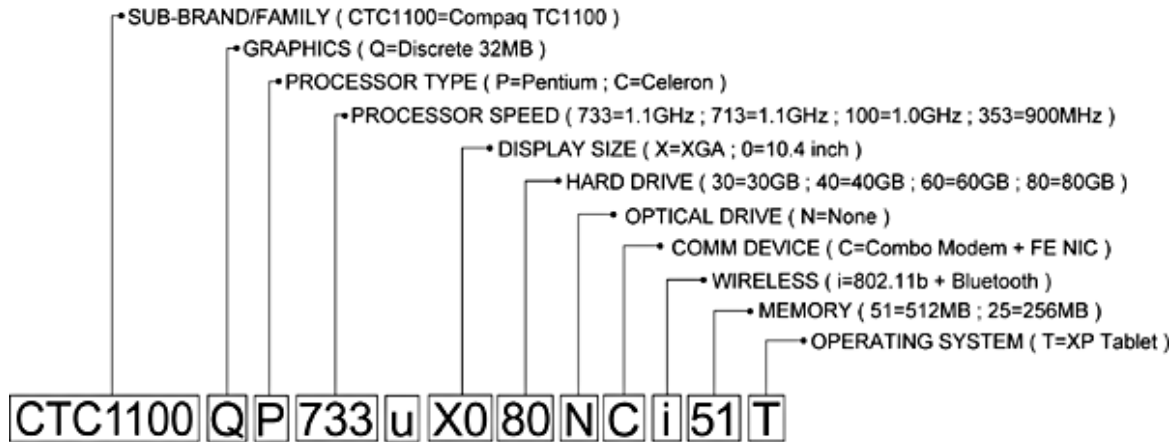 SUB-BRAND/FAMILY ( CTC1100=Compaq TC1100 )
GRAPHICS ( Q=Discrete 32MB )
PROCESSOR TYPE ( P=Pentium ; C=Celeron )
PROCESSOR SPEED ( 733=1.1GHz ; 713=1.1GHz ; 100=1.0GHz ; 353=900MHz )
DISPLAY SIZE ( X=XGA ; 0=10.4 inch )
HARD DRIVE ( 30=30GB ; 40=40GB ; 60=60GB ; 80=80GB )
OPTICAL DRIVE ( N=None )
COMM DEVICE ( C=Combo Modem + FE NIC )
WIRELESS ( i=802.11b + Bluetooth )
MEMORY ( 51=512MB ; 25=256MB )
OPERATING SYSTEM ( T=XP Tablet )
CTC1100 Q P 733 u X0 80 N C i 51 T